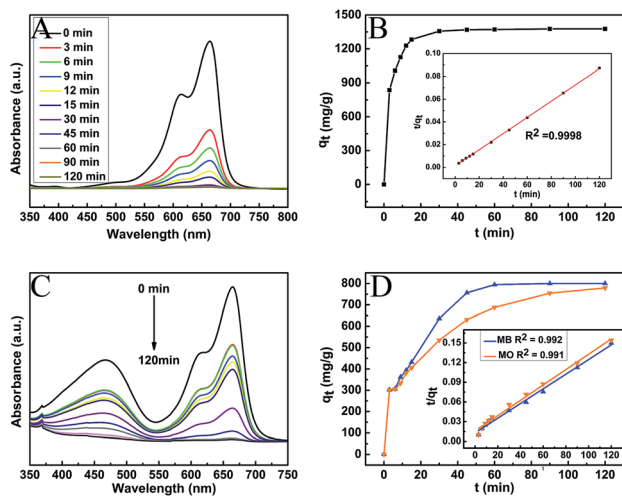 A
0 min
3 min
6 min
9 min
12 min
15 min
30 min
45 min
60 min
90 min
120 min
Absorbance (a.u.)
350 400 450 500 550 600 650 700 750 800
Wavelength (nm)
B
1500
1200
900
600
300
0
qt (mg/g)
0 20 40 60 80 100 120
t (min)
0.10
0.08
0.06
0.04
0.02
0.00
t/qt
R2 =0.9998
0 20 40 60 80 100 120
t (min)
C
0 min
120min
Absorbance (a.u.)
350 400 450 500 550 600 650 700 750
Wavelength (nm)
D
800
700
600
500
400
300
200
100
0
qt (mg/g)
0 20 40 60 80 100 120
t (min)
MB R2 = 0.992
MO R2 = 0.991
0.15
0.12
0.08
0.04
0.00
t/qt
0 20 40 60 80 100 120
t (min)